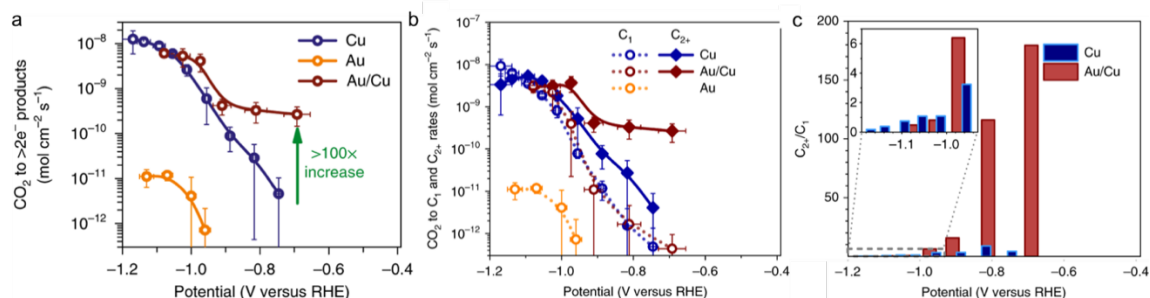 a
CO₂ to >2e⁻ products
(mol cm⁻² s⁻¹)
10⁻⁸
10⁻⁹
10⁻¹⁰
10⁻¹¹
10⁻¹²
Cu
Au
Au/Cu
>100×
increase
−1.2 −1.0 −0.8 −0.6 −0.4
Potential (V versus RHE)
b
CO₂ to C₁ and C₂₊ rates (mol cm⁻² s⁻¹)
10⁻⁷
10⁻⁸
10⁻⁹
10⁻¹⁰
10⁻¹¹
10⁻¹²
C₁ C₂₊
Cu
Au/Cu
Au
−1.2 −1.0 −0.8 −0.6 −0.4
Potential (V versus RHE)
c
C₂₊/C₁
200
150
100
50
6
4
2
0
-1.1 -1.0
Cu
Au/Cu
−1.2 −1.0 −0.8 −0.6 −0.4
Potential (V versus RHE)